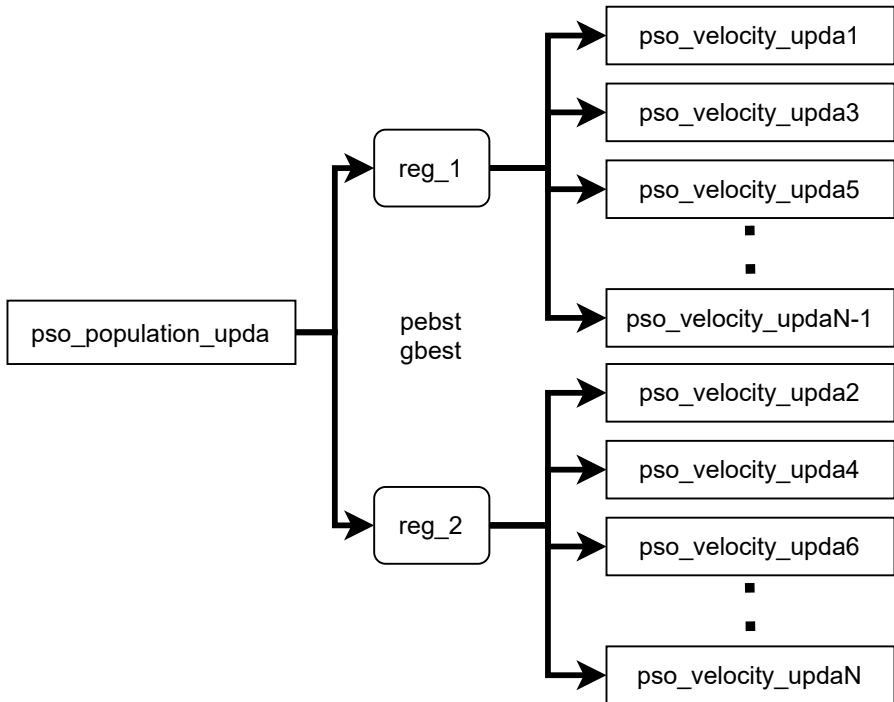 pso_population_upda
reg_1
pebst
gbest
reg_2
pso_velocity_upda1
pso_velocity_upda3
pso_velocity_upda5
pso_velocity_updaN-1
pso_velocity_upda2
pso_velocity_upda4
pso_velocity_upda6
pso_velocity_updaN